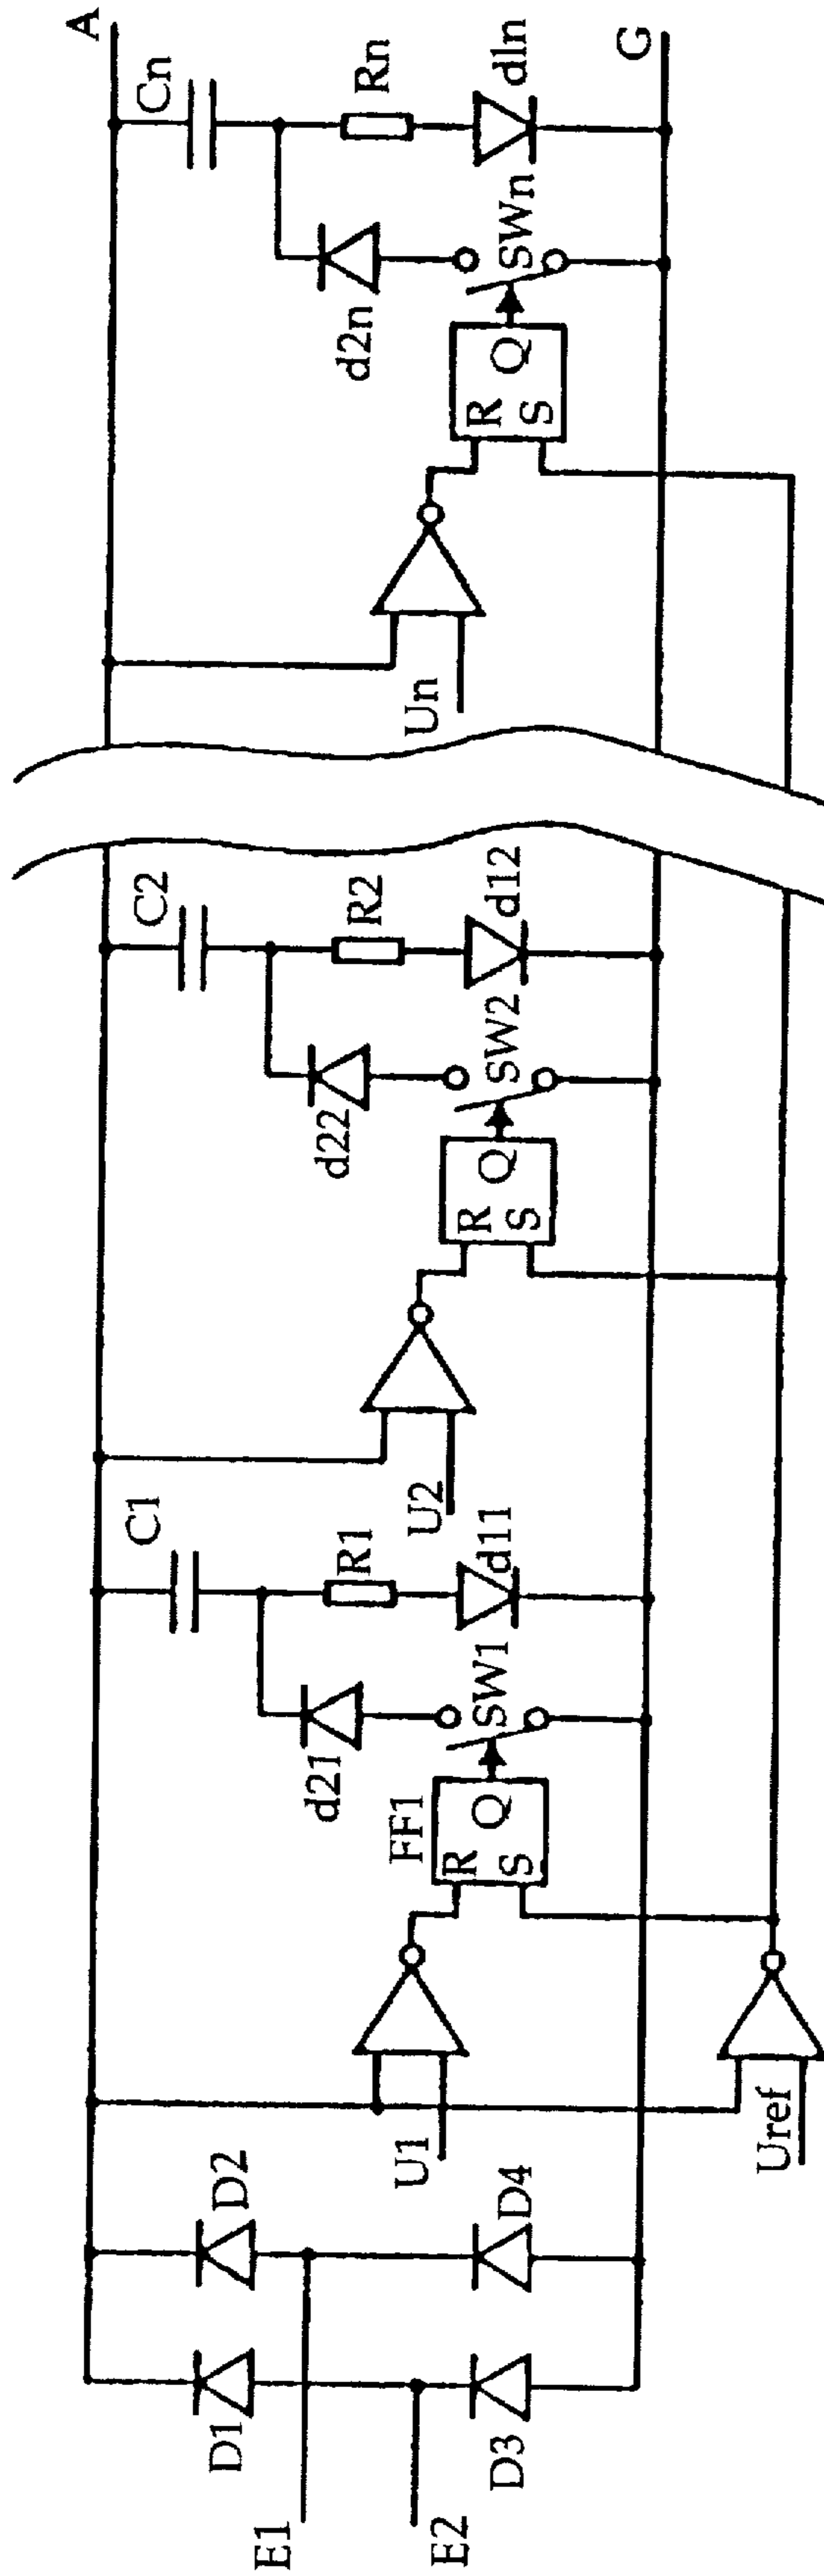 A
Cn
Rn
dln
G
d2n
SWn
R
Q
S
Un
C2
R2
d12
d22
SW2
R
Q
S
U2
C1
R1
d11
d21
SW1
FF1
R
Q
S
U1
Uref
D2
D4
D1
D3
E1
E2